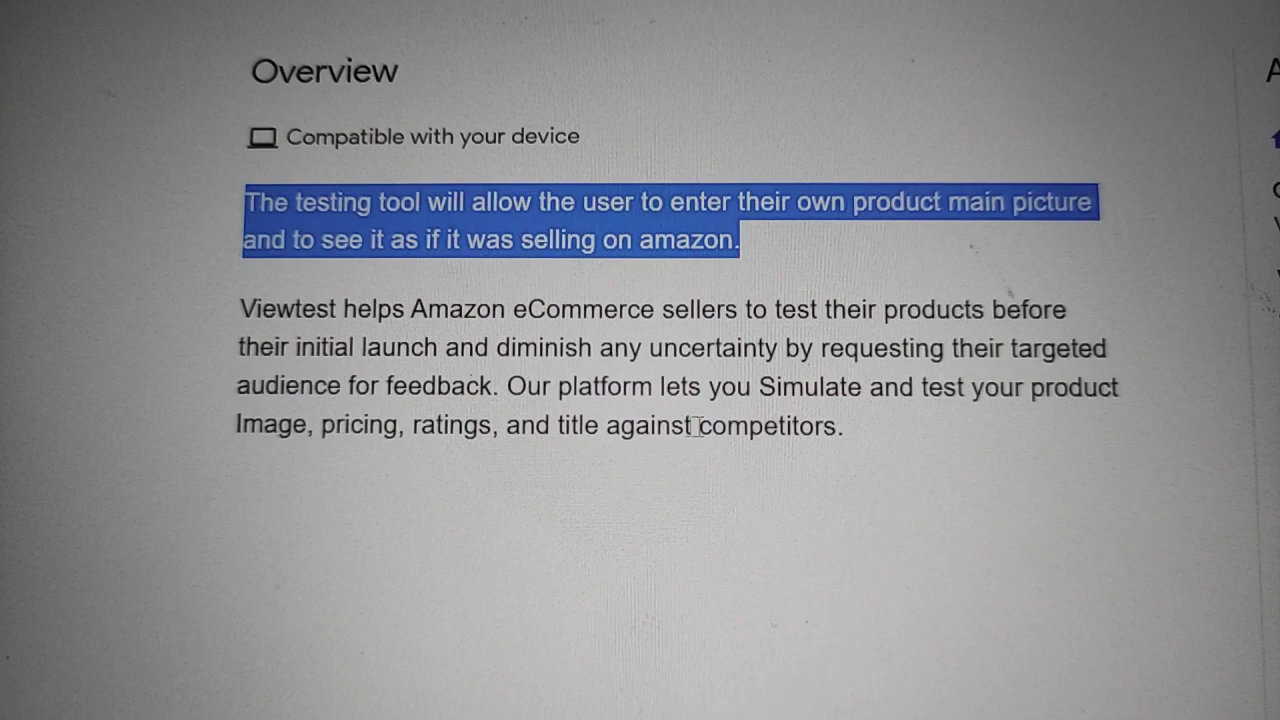 Overview
Compatible with your device
The testing tool will allow the user to enter their own product main picture
and to see it as if it was selling on amazon.
Viewtest helps Amazon eCommerce sellers to test their products before
their initial launch and diminish any uncertainty by requesting their targeted
audience for feedback. Our platform lets you Simulate and test your product
Image, pricing, ratings, and title against competitors.